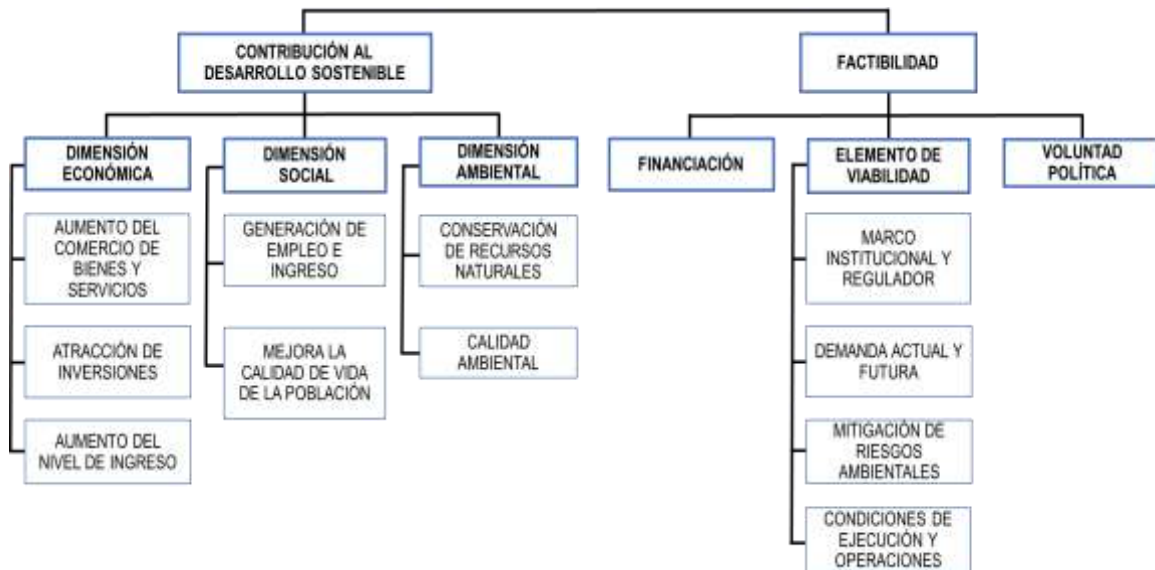 CONTRIBUCIÓN AL
DESARROLLO SOSTENIBLE
FACTIBILIDAD
DIMENSIÓN
ECONÓMICA
DIMENSIÓN
SOCIAL
DIMENSIÓN
AMBIENTAL
FINANCIACIÓN
ELEMENTO DE
VIABILIDAD
VOLUNTAD
POLÍTICA
AUMENTO DEL
COMERCIO DE
BIENES Y
SERVICIOS
GENERACIÓN DE
EMPLEO E
INGRESO
CONSERVACIÓN
DE RECURSOS
NATURALES
MARCO
INSTITUCIONAL Y
REGULADOR
ATRACCIÓN DE
INVERSIONES
MEJORA LA
CALIDAD DE VIDA
DE LA POBLACIÓN
CALIDAD
AMBIENTAL
DEMANDA ACTUAL Y
FUTURA
AUMENTO DEL
NIVEL DE INGRESO
MITIGACIÓN DE
RIESGOS
AMBIENTALES
CONDICIONES DE
EJECUCIÓN Y
OPERACIONES